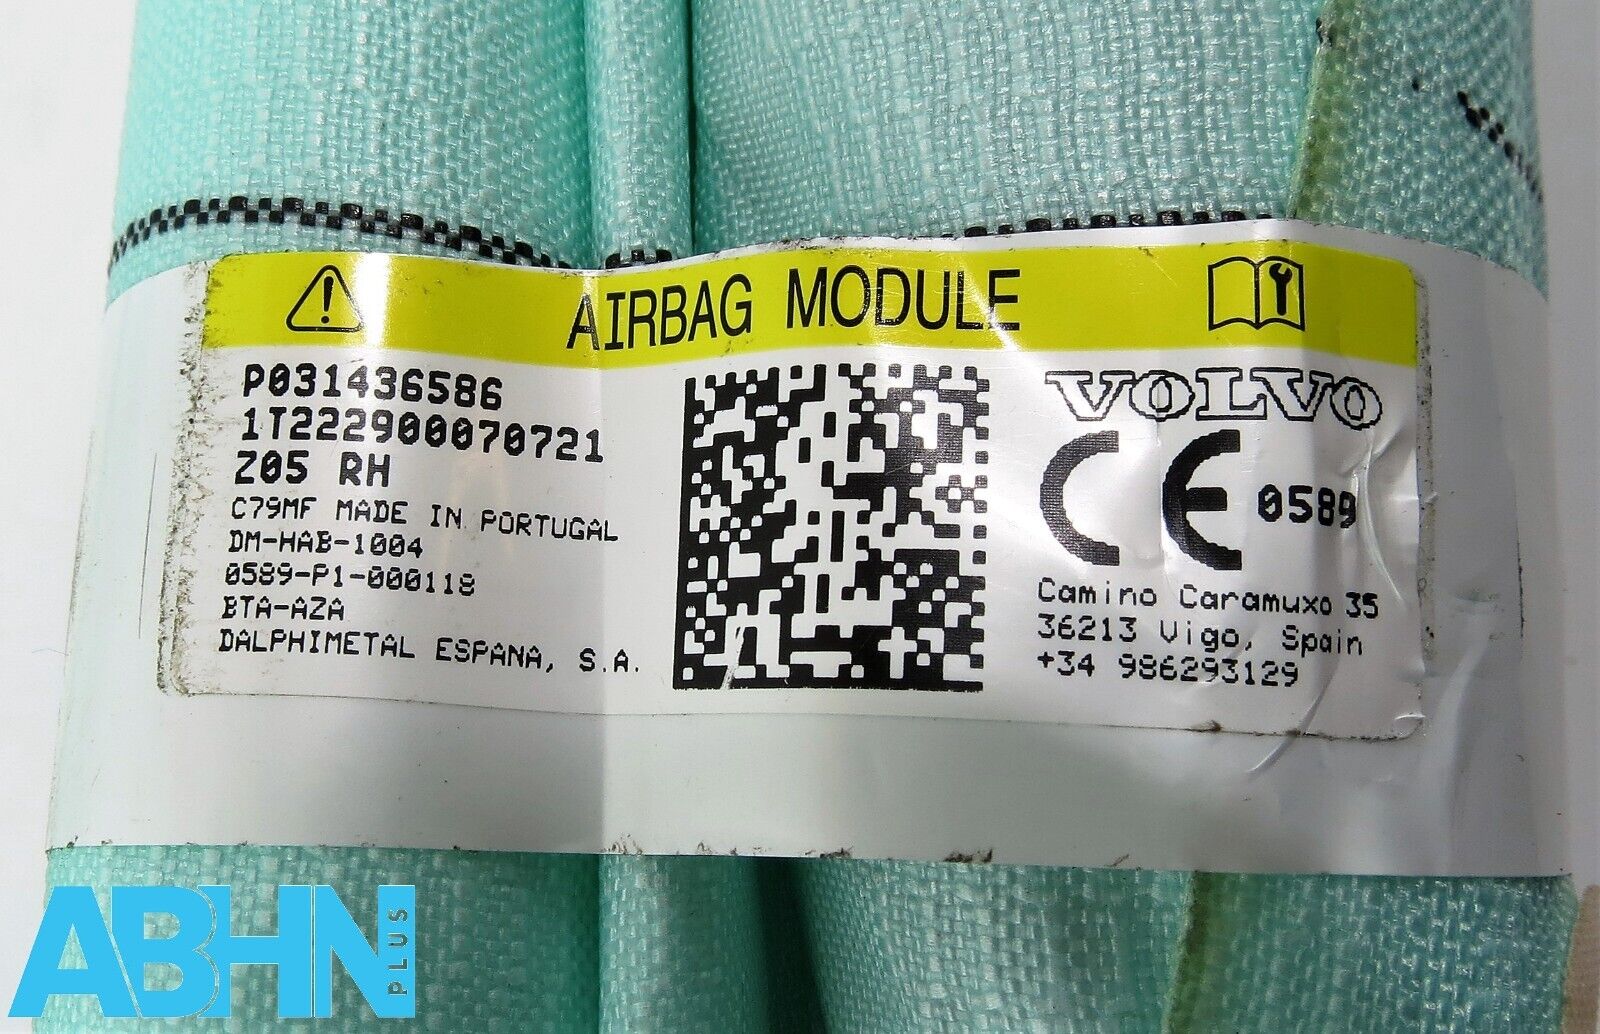 AIRBAG MODULE
P031436586
1T222900070721
Z05 RH
C79MF MADE IN PORTUGAL
DM-HAB-1004
0589-P1-000118
BTA-AZA
DALPHIMETAL ESPANA, S.A.
VOLVO
CE 0589
Camino Caramuxo 35
36213 Vigo, Spain
+34 986293129
ABHN PLUS